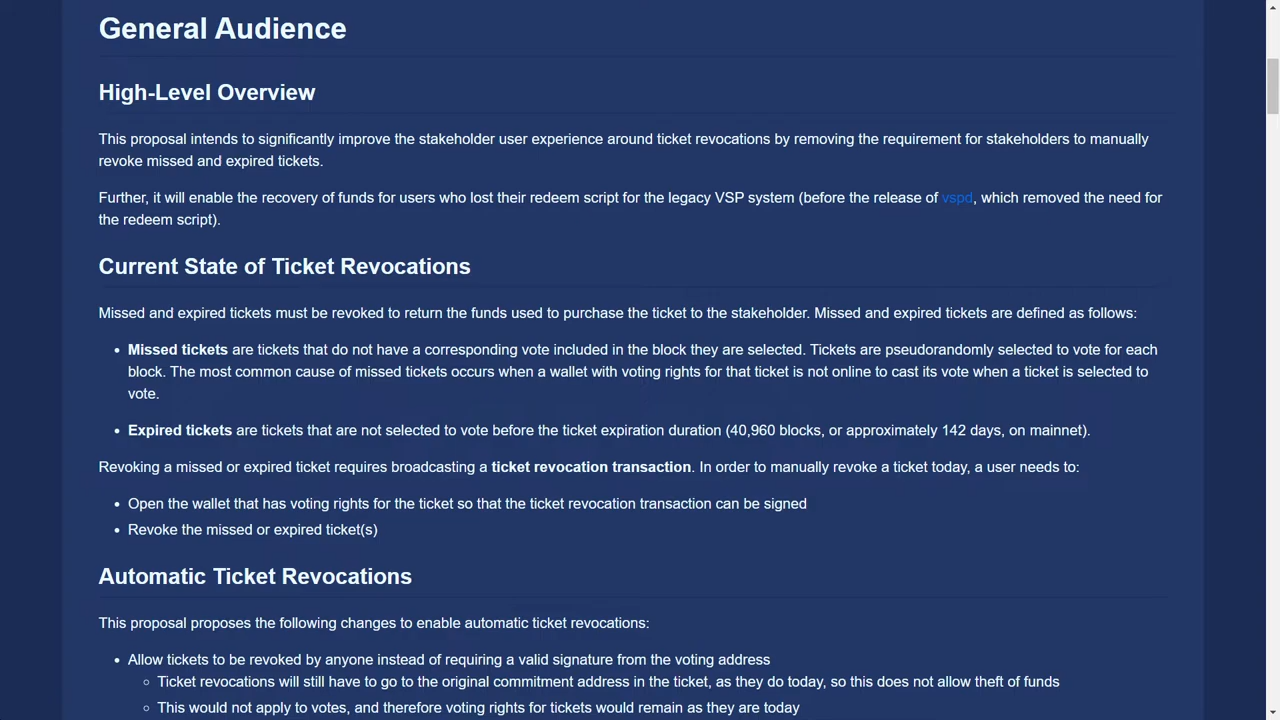 General Audience
High-Level Overview
This proposal intends to significantly improve the stakeholder user experience around ticket revocations by removing the requirement for stakeholders to manually
revoke missed and expired tickets.
Further, it will enable the recovery of funds for users who lost their redeem script for the legacy VSP system (before the release of vspd, which removed the need for
the redeem script).
Current State of Ticket Revocations
Missed and expired tickets must be revoked to return the funds used to purchase the ticket to the stakeholder. Missed and expired tickets are defined as follows:
• Missed tickets are tickets that do not have a corresponding vote included in the block they are selected. Tickets are pseudorandomly selected to vote for each
block. The most common cause of missed tickets occurs when a wallet with voting rights for that ticket is not online to cast its vote when a ticket is selected to
vote.
• Expired tickets are tickets that are not selected to vote before the ticket expiration duration (40,960 blocks, or approximately 142 days, on mainnet).
Revoking a missed or expired ticket requires broadcasting a ticket revocation transaction. In order to manually revoke a ticket today, a user needs to:
• Open the wallet that has voting rights for the ticket so that the ticket revocation transaction can be signed
• Revoke the missed or expired ticket(s)
Automatic Ticket Revocations
This proposal proposes the following changes to enable automatic ticket revocations:
• Allow tickets to be revoked by anyone instead of requiring a valid signature from the voting address
◦ Ticket revocations will still have to go to the original commitment address in the ticket, as they do today, so this does not allow theft of funds
◦ This would not apply to votes, and therefore voting rights for tickets would remain as they are today